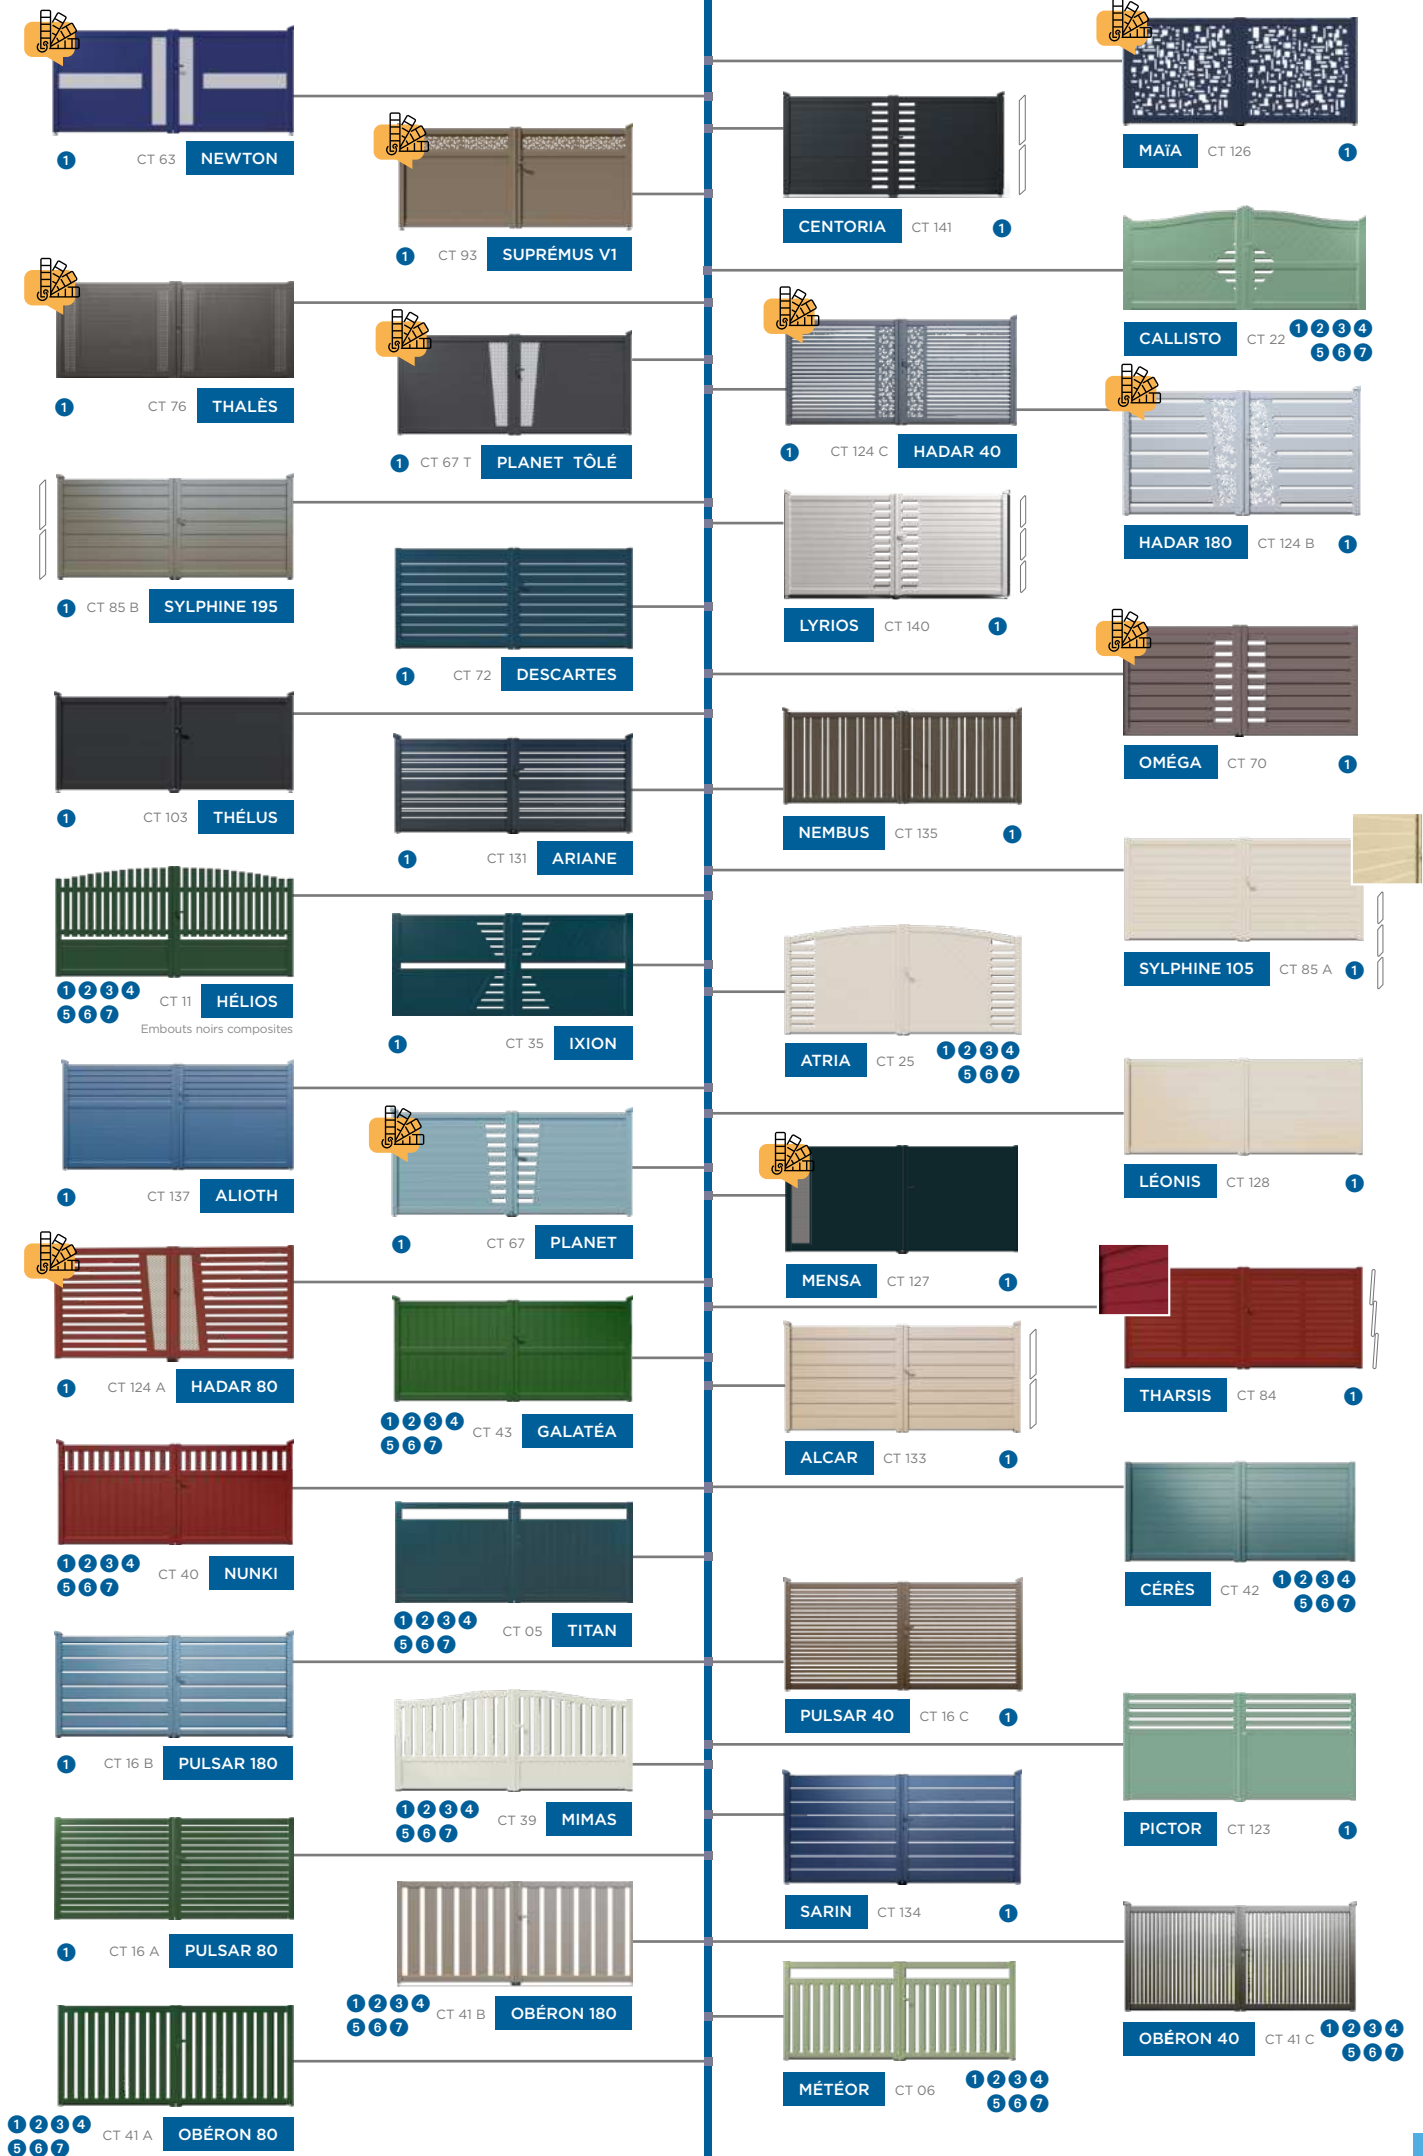 1 CT 63 NEWTON
1 CT 93 SUPRÉMUS V1
1 CT 76 THALÈS
1 CT 67 T PLANET TÔLÉ
1 CT 85 B SYLPHINE 195
1 CT 72 DESCARTES
1 CT 103 THÉLUS
1 CT 131 ARIANE
1 2 3 4
5 6 7
CT 11 HÉLIOS
Embouts noirs composites
1 CT 35 IXION
1 CT 137 ALIOTH
1 CT 67 PLANET
1 CT 124 A HADAR 80
1 2 3 4
5 6 7
CT 43 GALATÉA
1 2 3 4
5 6 7
CT 40 NUNKI
1 2 3 4
5 6 7
CT 05 TITAN
1 CT 16 B PULSAR 180
1 2 3 4
5 6 7
CT 39 MIMAS
1 CT 16 A PULSAR 80
1 2 3 4
5 6 7
CT 41 B OBÉRON 180
1 2 3 4
5 6 7
CT 41 A OBÉRON 80
MAïA CT 126 1
CENTORIA CT 141 1
CALLISTO CT 22 1 2 3 4
5 6 7
1 CT 124 C HADAR 40
HADAR 180 CT 124 B 1
LYRIOS CT 140 1
OMÉGA CT 70 1
NEMBUS CT 135 1
SYLPHINE 105 CT 85 A 1
ATRIA CT 25 1 2 3 4
5 6 7
LÉONIS CT 128 1
MENSA CT 127 1
THARSIS CT 84 1
ALCAR CT 133 1
CÉRÈS CT 42 1 2 3 4
5 6 7
PULSAR 40 CT 16 C 1
PICTOR CT 123 1
SARIN CT 134 1
OBÉRON 40 CT 41 C 1 2 3 4
5 6 7
MÉTÉOR CT 06 1 2 3 4
5 6 7